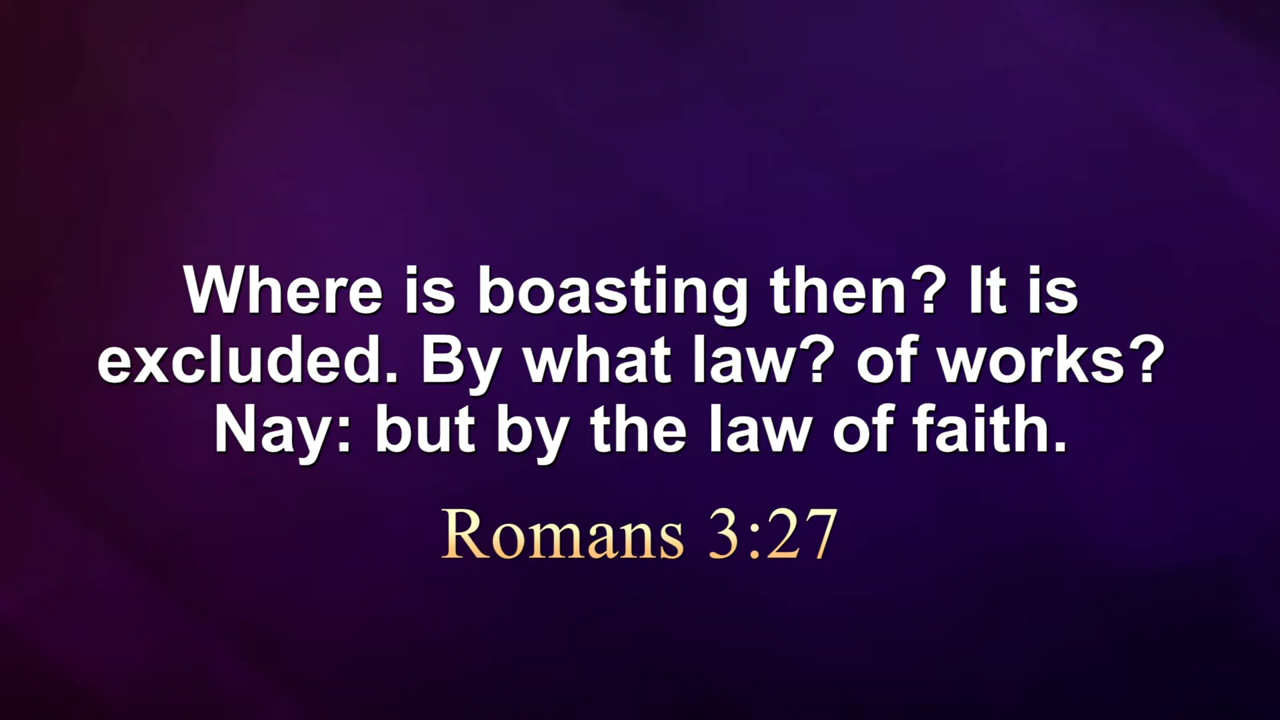 Where is boasting then? It is
excluded. By what law? of works?
Nay: but by the law of faith.
Romans 3:27